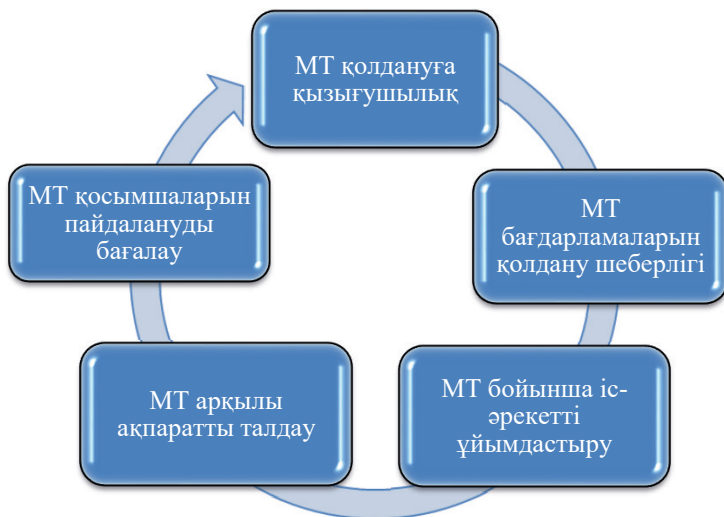 МТ қолдануға
қызығушылық
МТ
бағдарламаларын
қолдану шеберлігі
МТ бойынша іс-
әрекетті
ұйымдастыру
МТ арқылы
ақпаратты талдау
МТ қосымшаларын
пайдалануды
бағалау